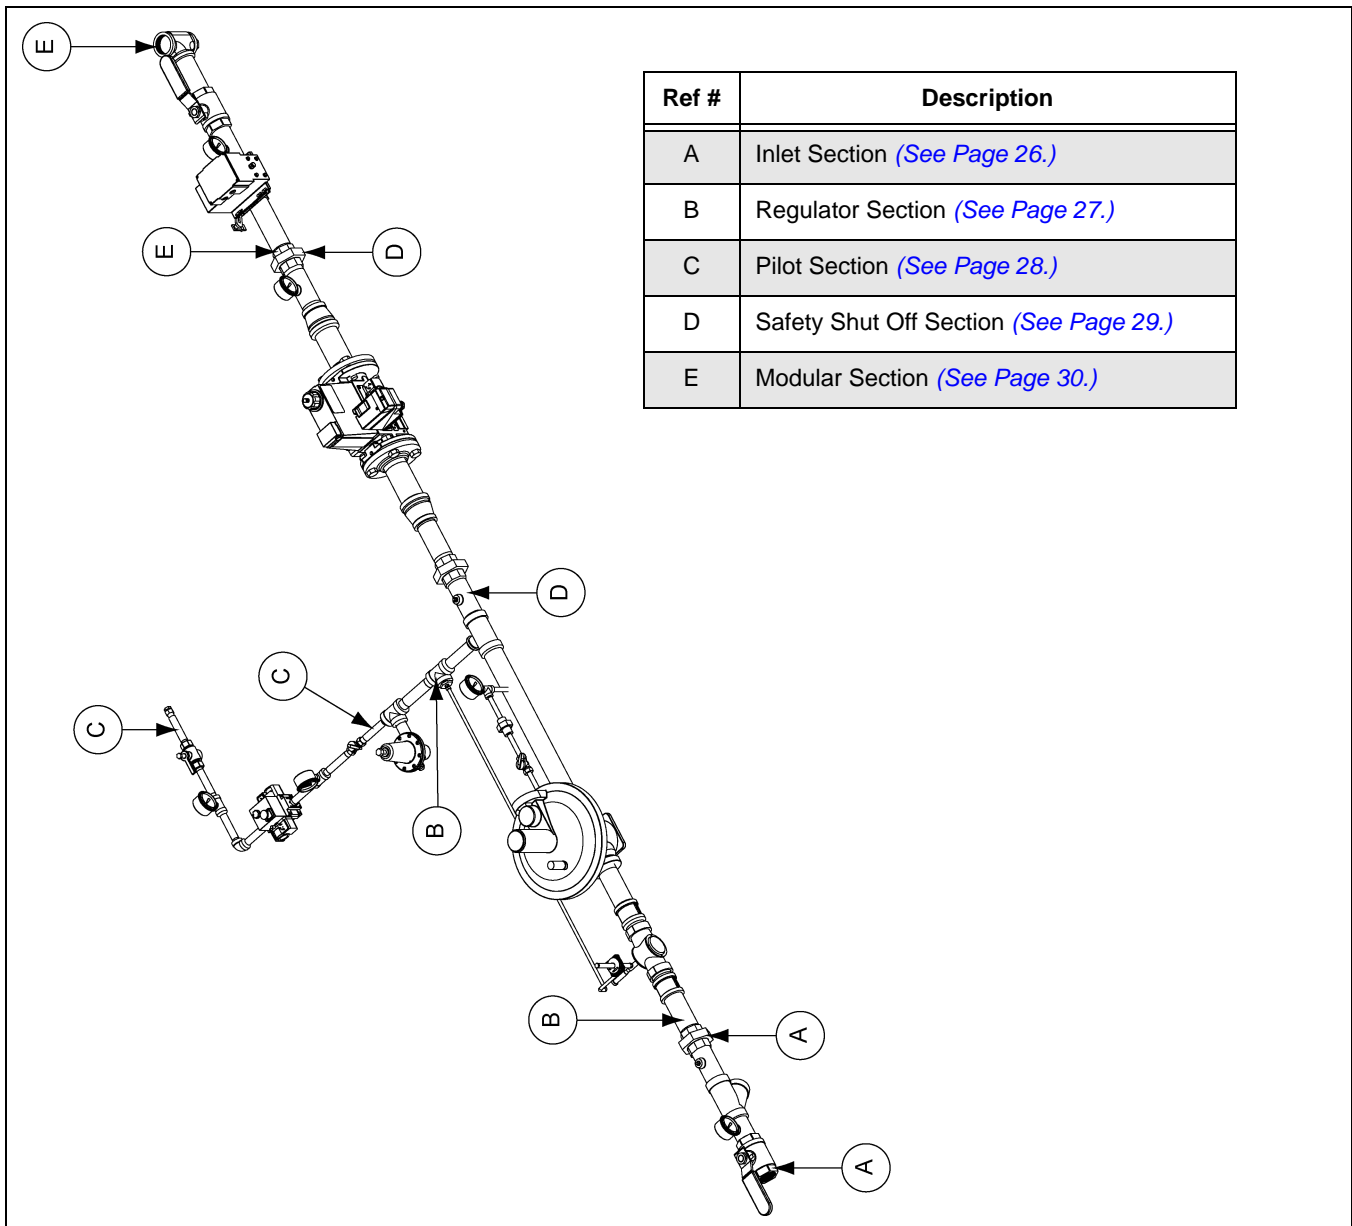 E
Ref # Description
A Inlet Section (See Page 26.)
B Regulator Section (See Page 27.)
C Pilot Section (See Page 28.)
D Safety Shut Off Section (See Page 29.)
E Modular Section (See Page 30.)
E
D
D
C
C
B
B
A
A